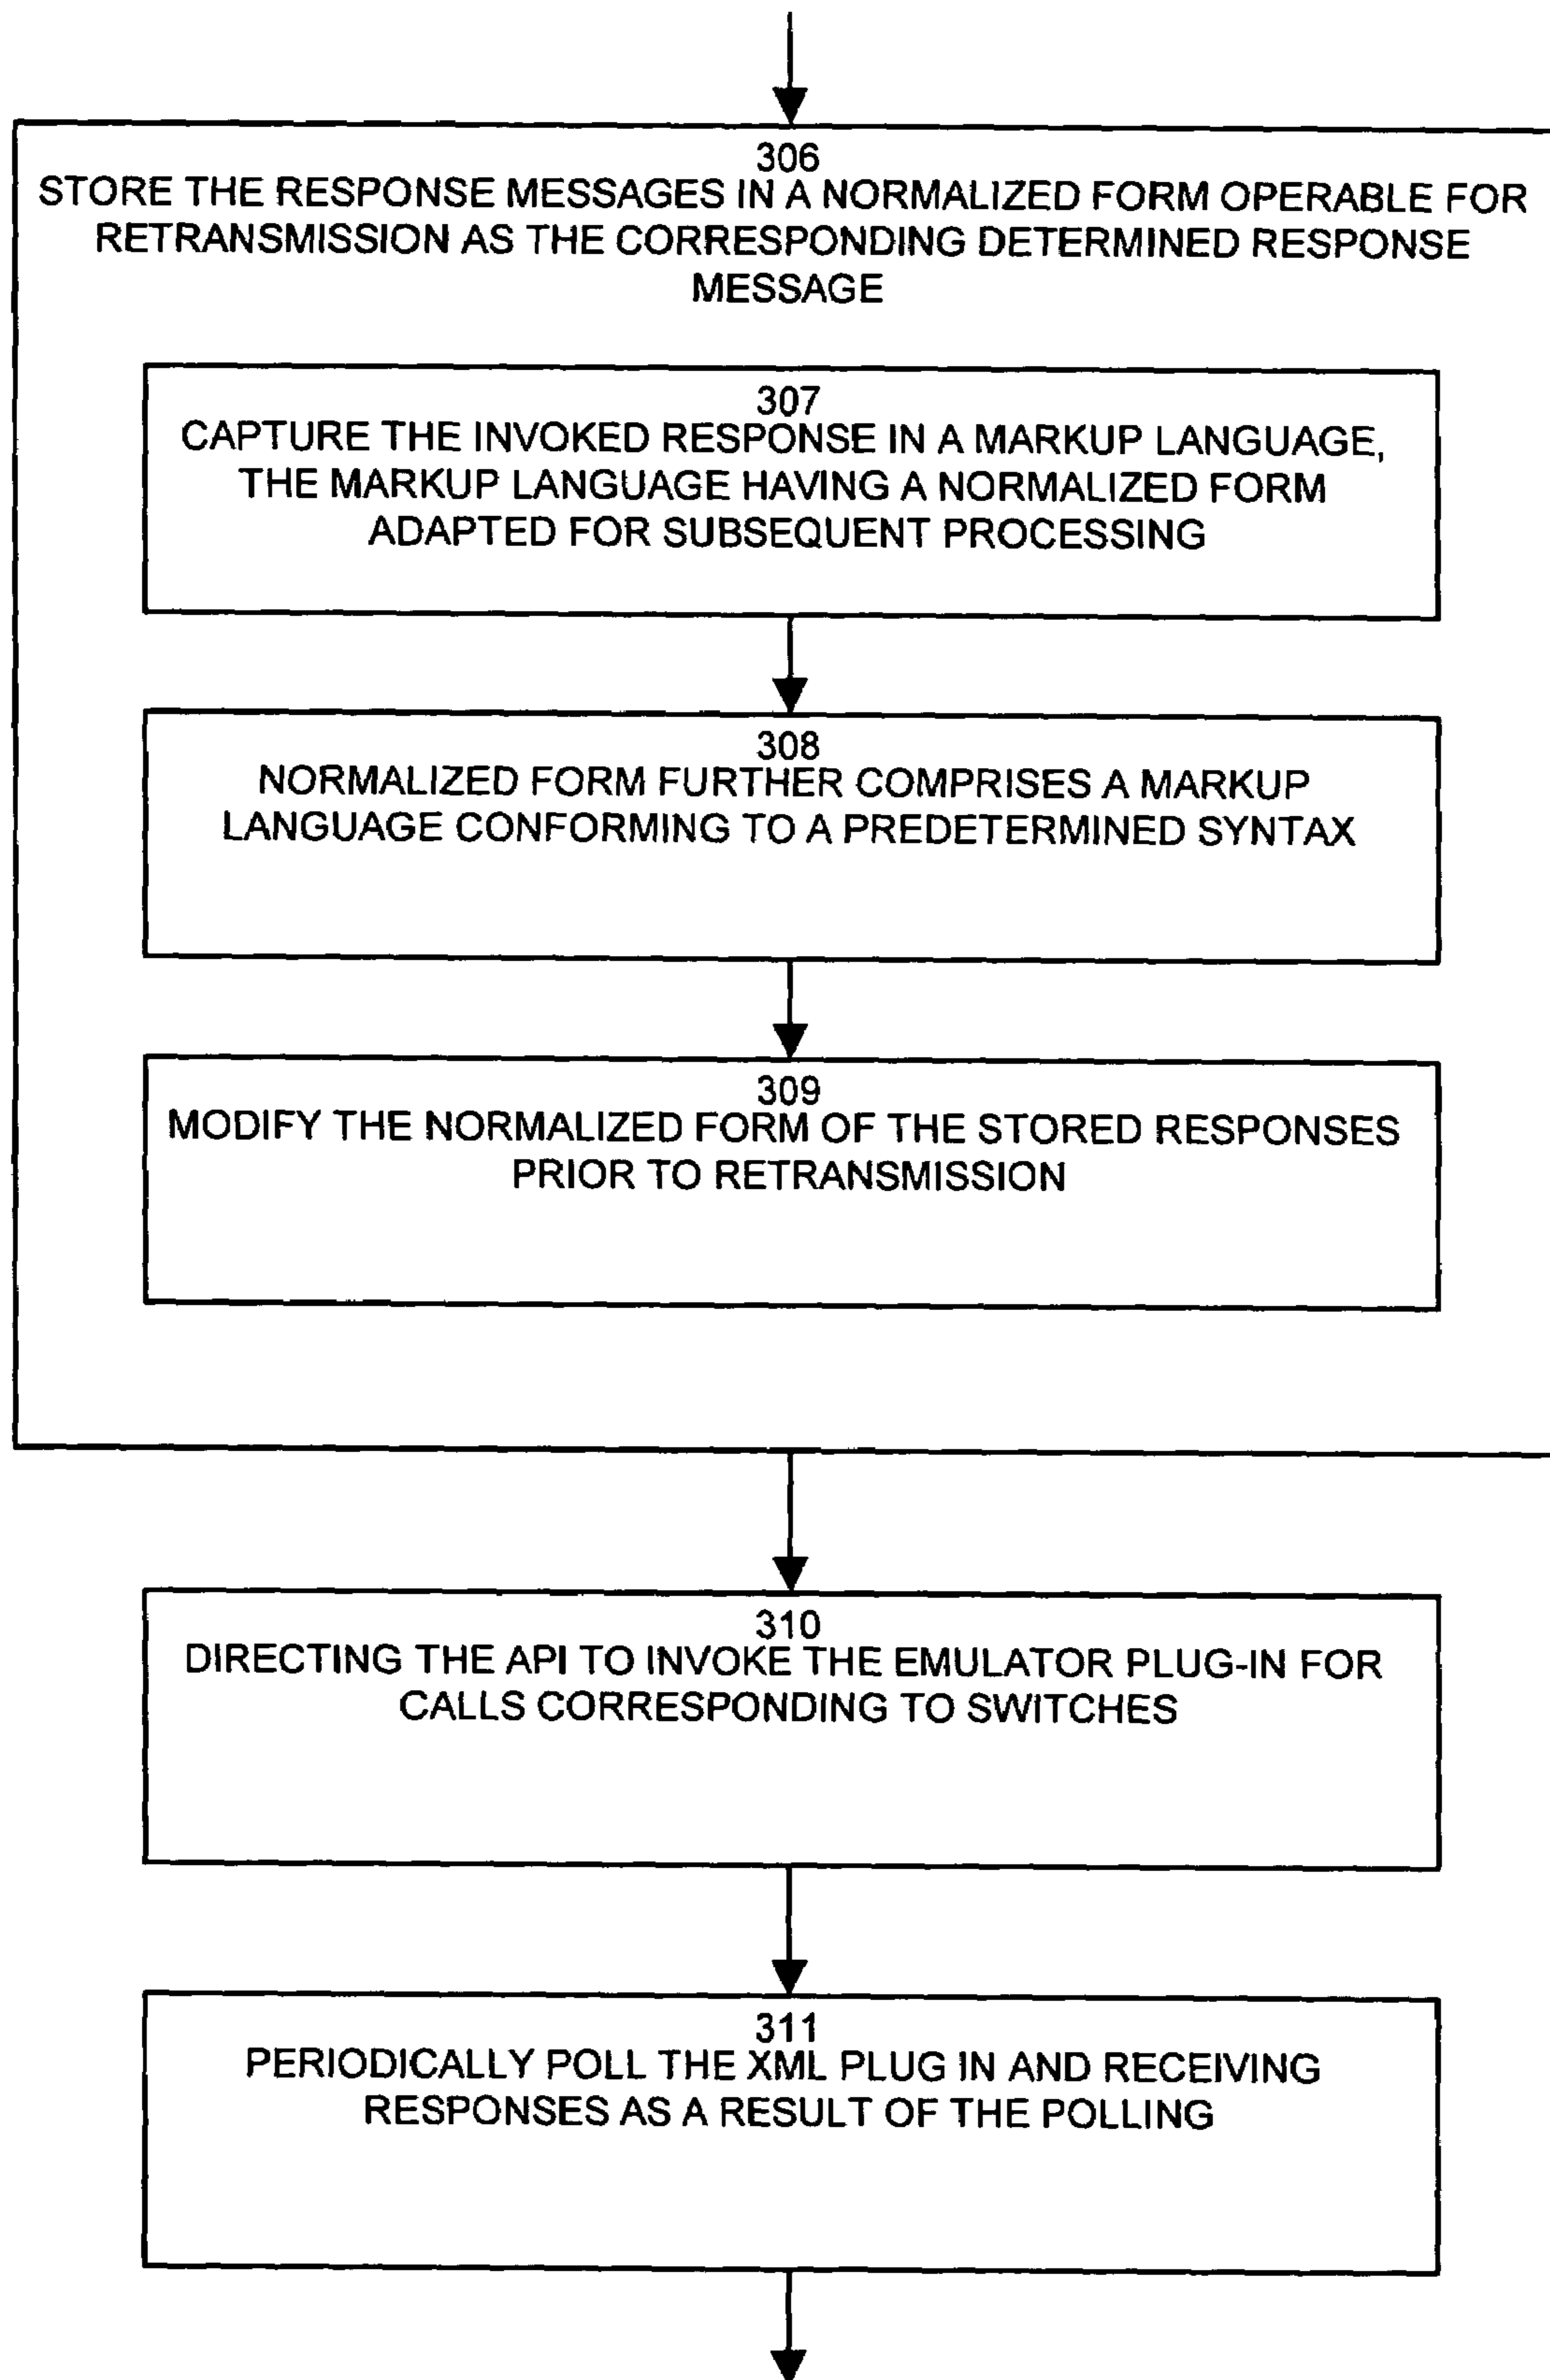 306
STORE THE RESPONSE MESSAGES IN A NORMALIZED FORM OPERABLE FOR
RETRANSMISSION AS THE CORRESPONDING DETERMINED RESPONSE
MESSAGE
307
CAPTURE THE INVOKED RESPONSE IN A MARKUP LANGUAGE,
THE MARKUP LANGUAGE HAVING A NORMALIZED FORM
ADAPTED FOR SUBSEQUENT PROCESSING
308
NORMALIZED FORM FURTHER COMPRISES A MARKUP
LANGUAGE CONFORMING TO A PREDETERMINED SYNTAX
309
MODIFY THE NORMALIZED FORM OF THE STORED RESPONSES
PRIOR TO RETRANSMISSION
310
DIRECTING THE API TO INVOKE THE EMULATOR PLUG-IN FOR
CALLS CORRESPONDING TO SWITCHES
311
PERIODICALLY POLL THE XML PLUG IN AND RECEIVING
RESPONSES AS A RESULT OF THE POLLING